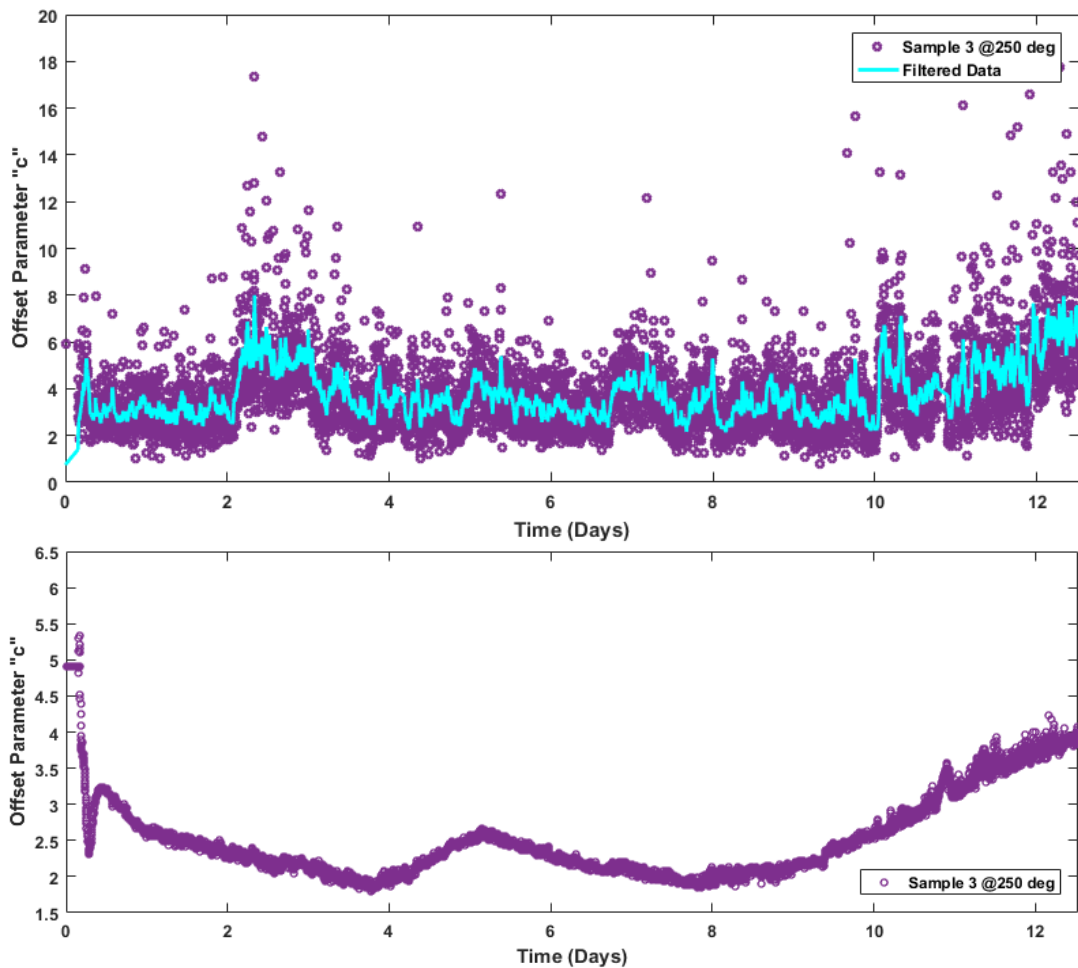 20
18
16
14
12
10
8
6
4
2
0
Offset Parameter "c"
Sample 3 @250 deg
Filtered Data
0 2 4 6 8 10 12
Time (Days)
6.5
6
5.5
5
4.5
4
3.5
3
2.5
2
1.5
Offset Parameter "c"
Sample 3 @250 deg
0 2 4 6 8 10 12
Time (Days)